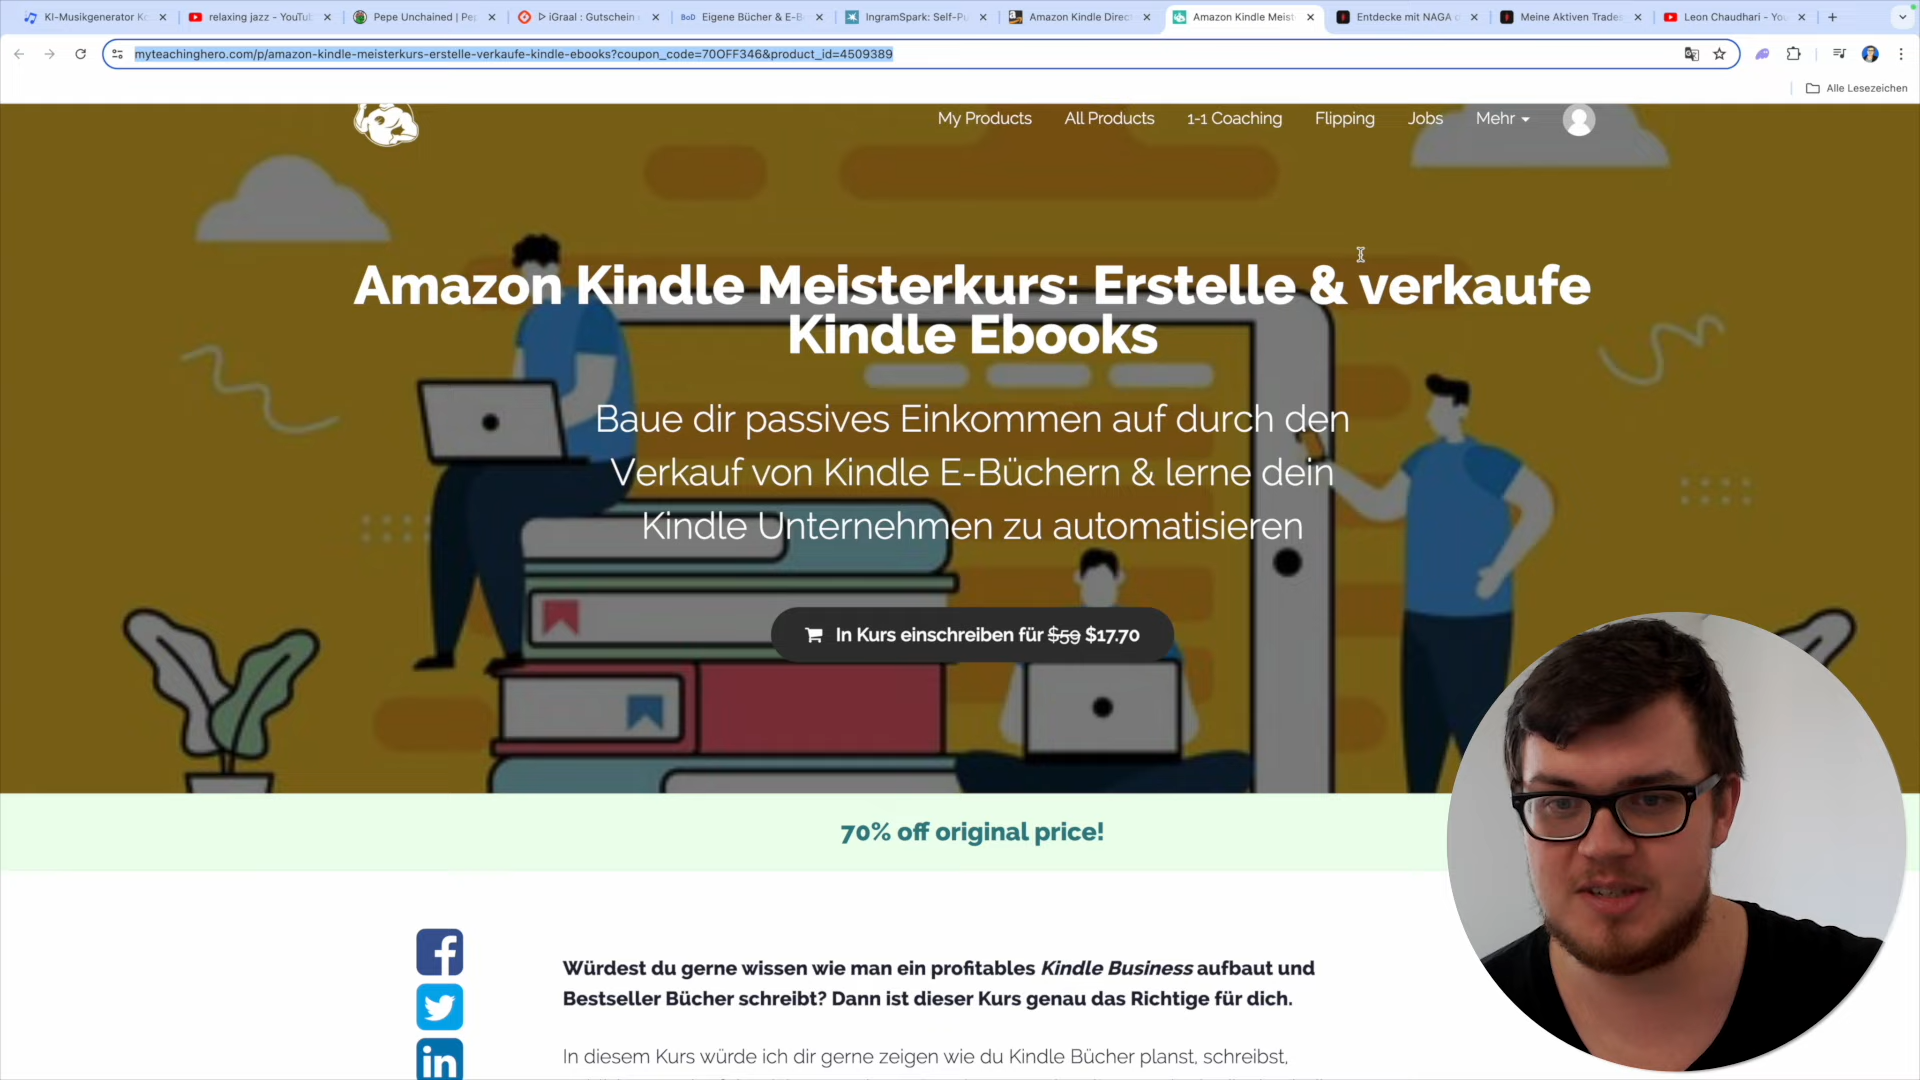 KI-Musikgenerator Ko
relaxing jazz - YouTub
Pepe Unchained | Pep
iGraal : Gutschein
BoD
Eigene Bücher & E-B
IngramSpark: Self-Pu
Amazon Kindle Direc
Amazon Kindle Meist
Entdecke mit NAGA
Meine Aktiven Trades
Leon Chaudhari - You
myteachinghero.com/p/amazon-kindle-meisterkurs-erstelle-verkaufe-kindle-ebooks?coupon_code=70OFF346&product_id=4509389
Alle Lesezeichen
My Products
All Products
1-1 Coaching
Flipping
Jobs
Mehr
Amazon Kindle Meisterkurs: Erstelle & verkaufe
Kindle Ebooks
Baue dir passives Einkommen auf durch den
Verkauf von Kindle E-Büchern & lerne dein
Kindle Unternehmen zu automatisieren
In Kurs einschreiben für $59 $17.70
70% off original price!
Würdest du gerne wissen wie man ein profitables Kindle Business aufbaut und
Bestseller Bücher schreibt? Dann ist dieser Kurs genau das Richtige für dich.
In diesem Kurs würde ich dir gerne zeigen wie du Kindle Bücher planst, schreibst,